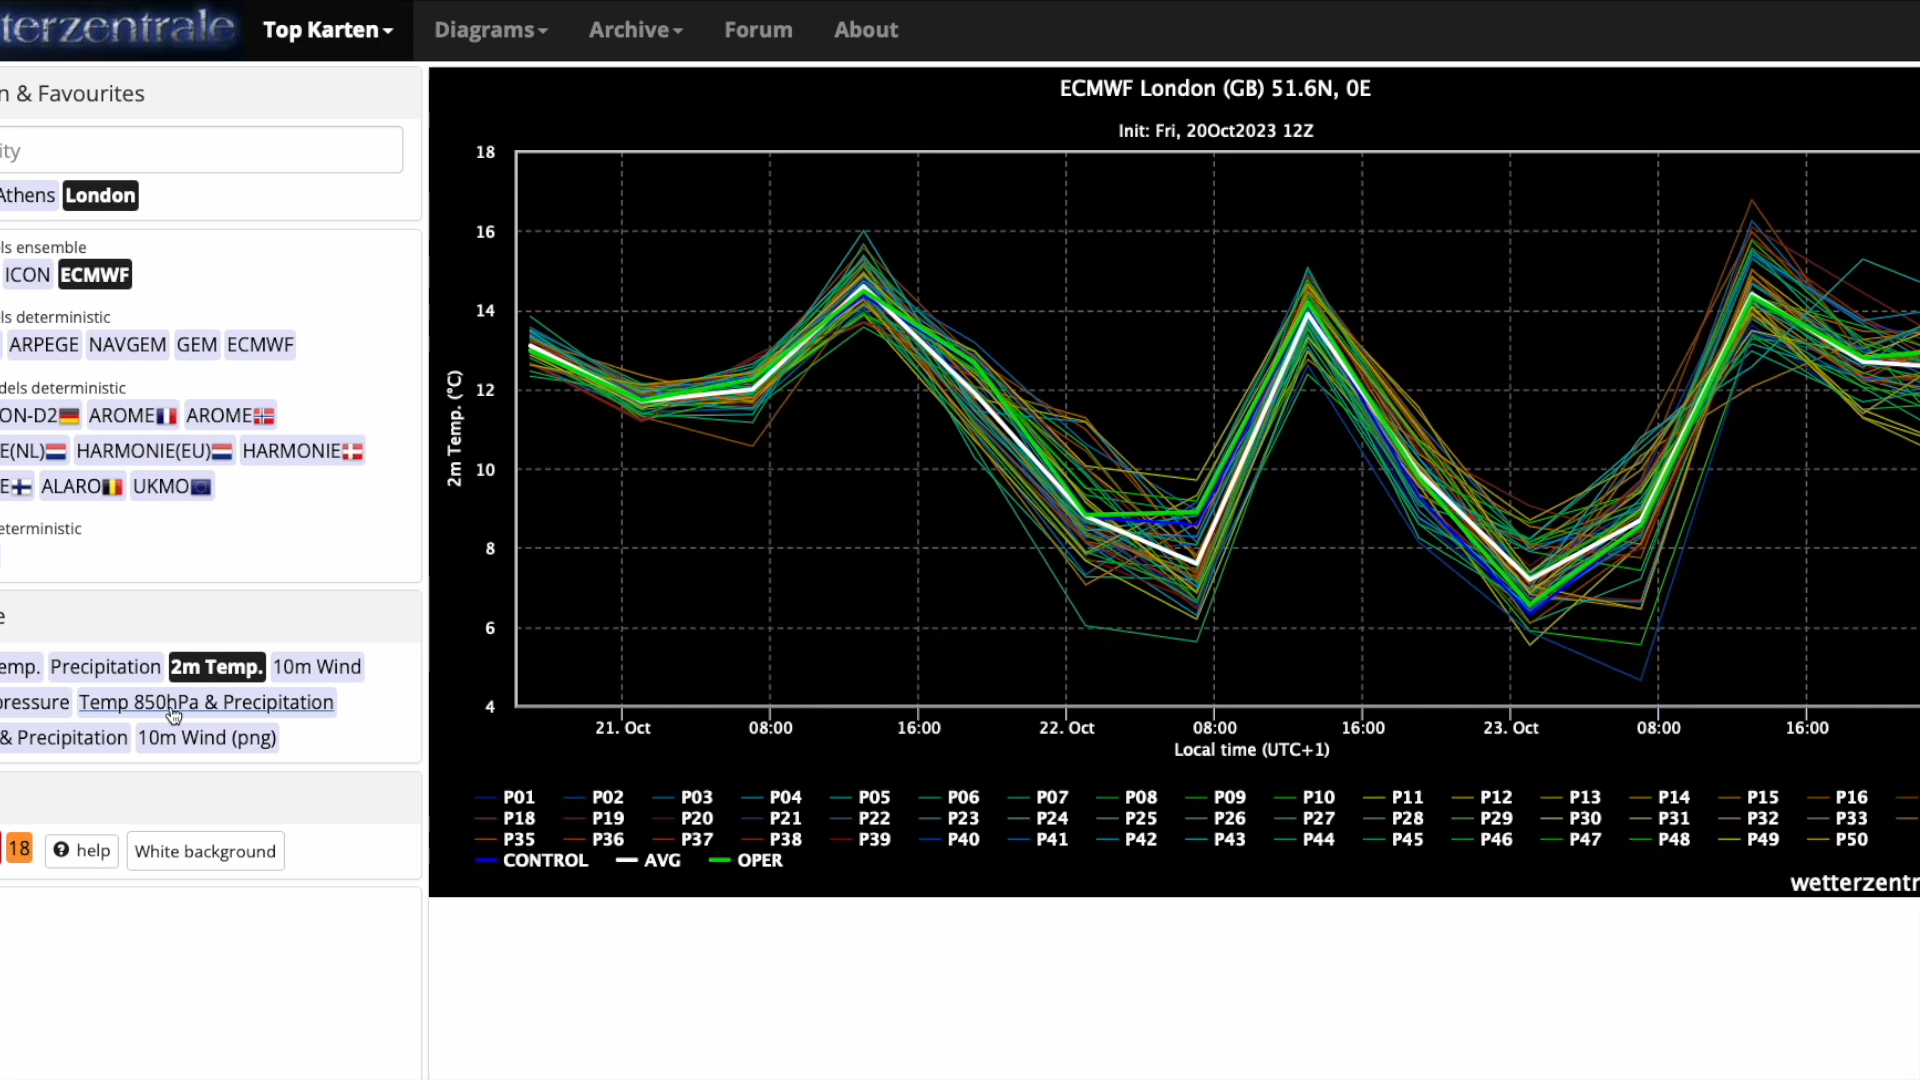 terzentrale
Top Karten
Diagrams
Archive
Forum
About
n & Favourites
ity
Athens London
ls ensemble
ICON ECMWF
ls deterministic
ARPEGE NAVGEM GEM ECMWF
dels deterministic
ON-D2 AROME AROME
E(NL) HARMONIE(EU) HARMONIE
E ALARO UKMO
eterministic
e
emp. Precipitation 2m Temp. 10m Wind
pressure Temp 850hPa & Precipitation
& Precipitation 10m Wind (png)
18 help White background
ECMWF London (GB) 51.6N, 0E
Init: Fri, 20Oct2023 12Z
18
16
14
12
10
8
6
4
2m Temp. (°C)
21. Oct 08:00 16:00 22. Oct 08:00 16:00 23. Oct 08:00 16:00
Local time (UTC+1)
P01 P02 P03 P04 P05 P06 P07 P08 P09 P10 P11 P12 P13 P14 P15 P16
P18 P19 P20 P21 P22 P23 P24 P25 P26 P27 P28 P29 P30 P31 P32 P33
P35 P36 P37 P38 P39 P40 P41 P42 P43 P44 P45 P46 P47 P48 P49 P50
CONTROL AVG OPER
wetterzentr